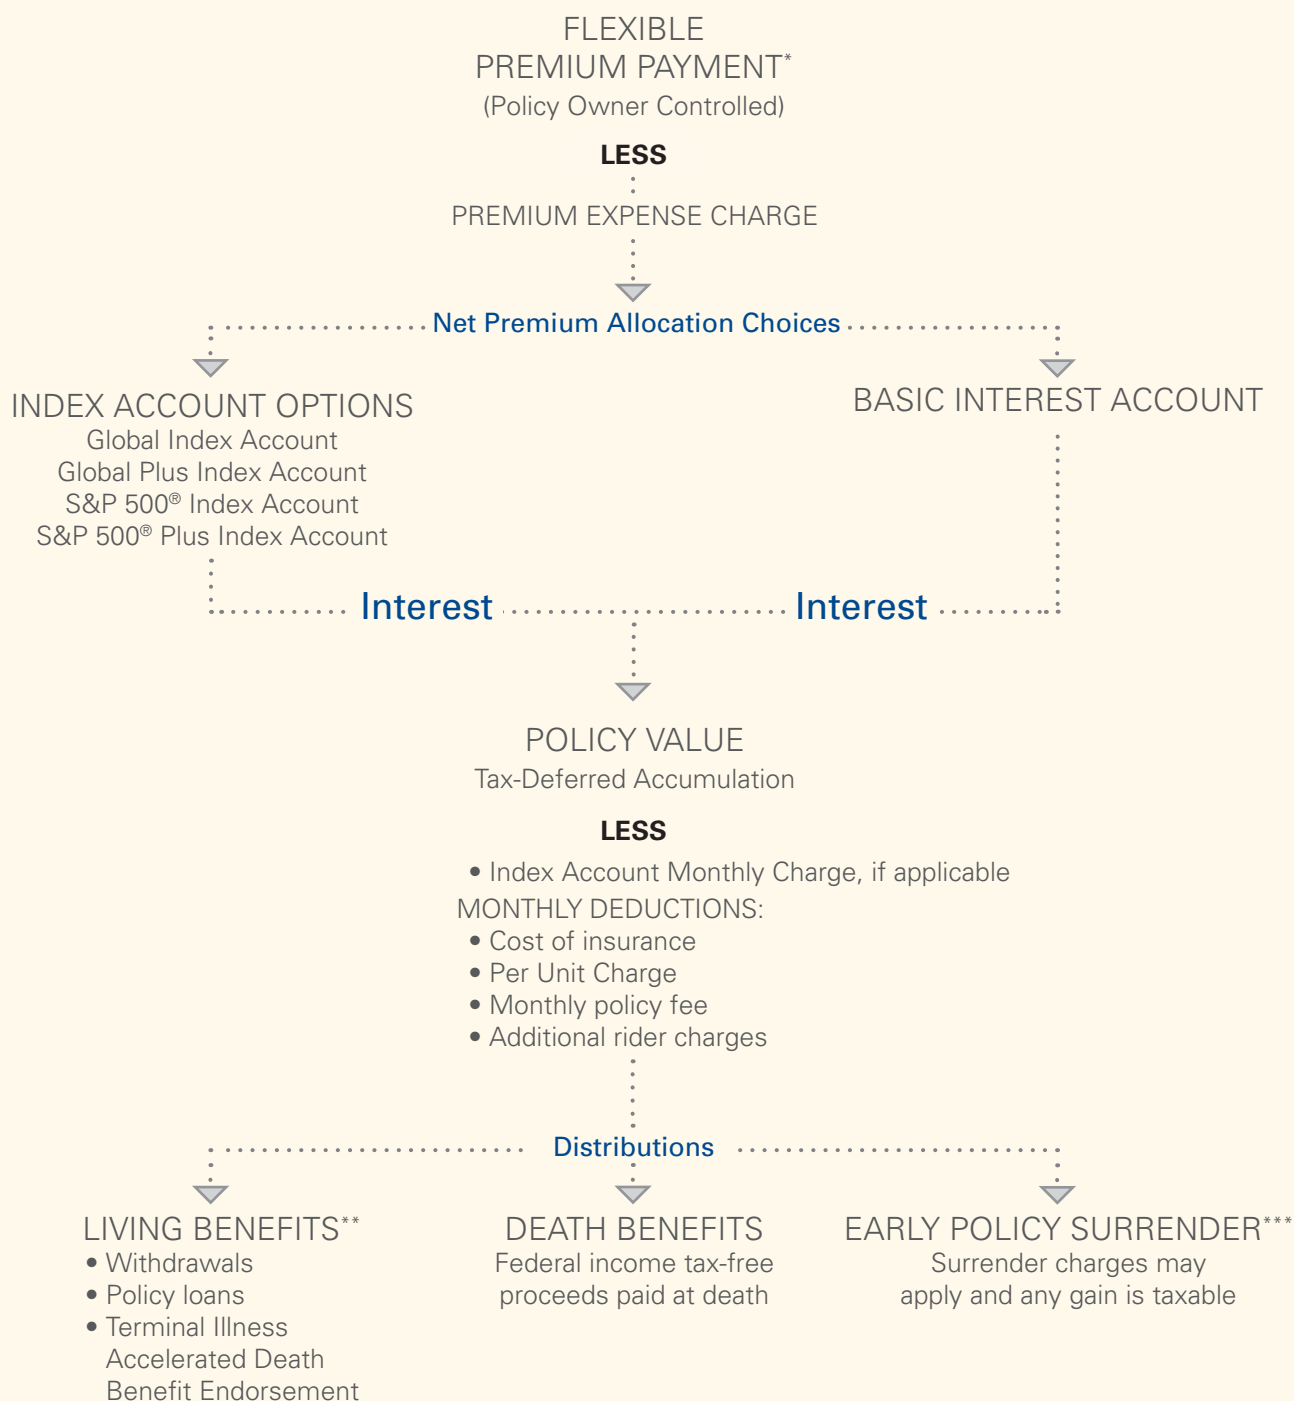 FLEXIBLE
PREMIUM PAYMENT*
(Policy Owner Controlled)
LESS
PREMIUM EXPENSE CHARGE
Net Premium Allocation Choices
INDEX ACCOUNT OPTIONS
Global Index Account
Global Plus Index Account
S&P 500® Index Account
S&P 500® Plus Index Account
BASIC INTEREST ACCOUNT
Interest
Interest
POLICY VALUE
Tax-Deferred Accumulation
LESS
• Index Account Monthly Charge, if applicable
MONTHLY DEDUCTIONS:
• Cost of insurance
• Per Unit Charge
• Monthly policy fee
• Additional rider charges
Distributions
LIVING BENEFITS**
• Withdrawals
• Policy loans
• Terminal Illness
Accelerated Death
Benefit Endorsement
DEATH BENEFITS
Federal income tax-free
proceeds paid at death
EARLY POLICY SURRENDER***
Surrender charges may
apply and any gain is taxable